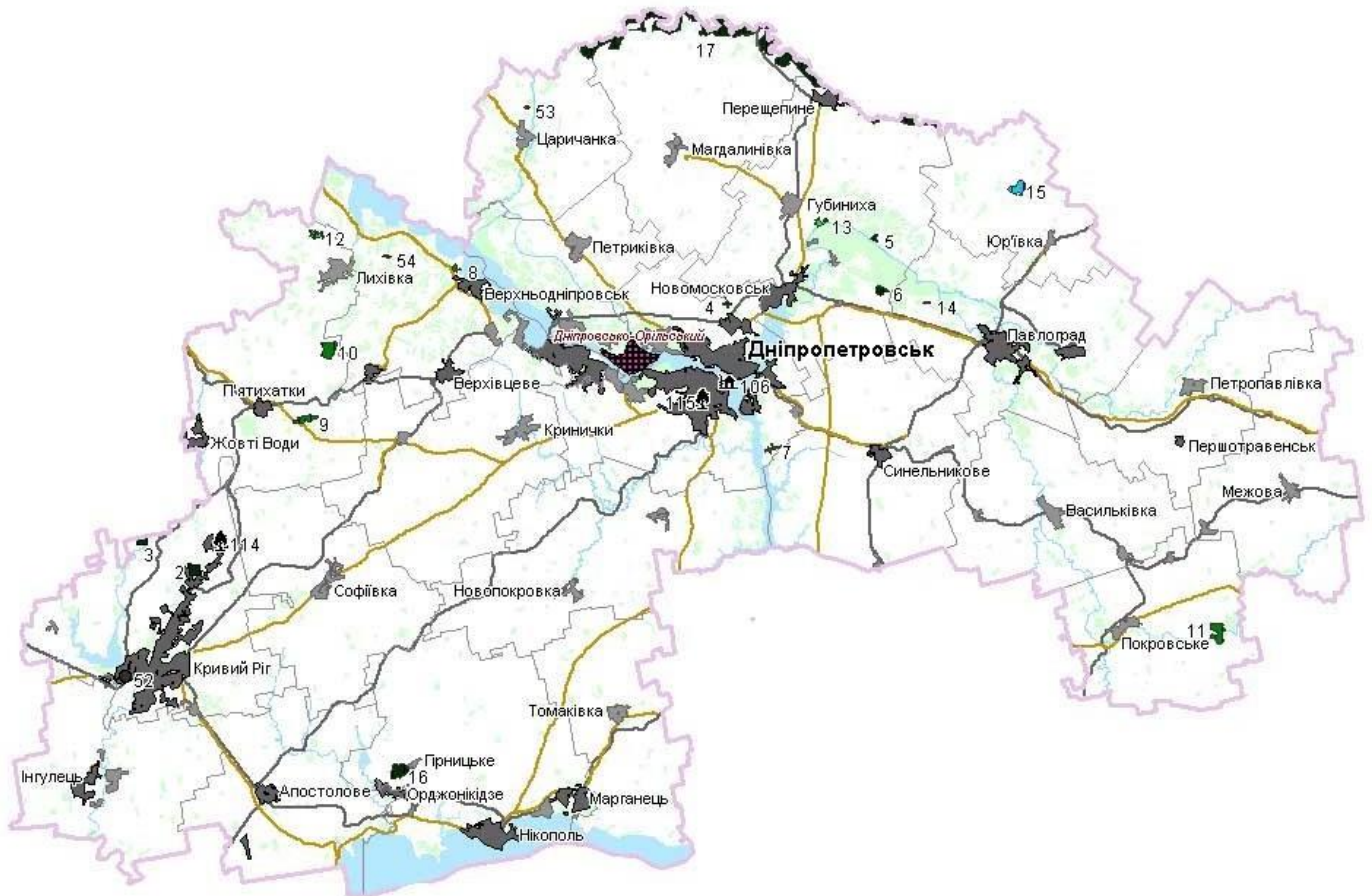 17
Перещепине
53
Царичанка
Магдалинівка
15
Губиниха
13
5
12
Петриківка
Юр'ївка
54
Лихівка
8
Верхньодніпровськ
Новомосковськ
4
6
14
Дніпровсько-Орільський
Павлоград
10
Дніпропетровськ
Верхівцеве
106
Петропавлівка
П'ятихатки
115
9
Кринички
Жовті Води
7
Першотравенськ
Синельникове
Межова
Васильківка
3
114
2
Софіївка
Новопокровка
11
Покровське
Кривий Ріг
52
Томаківка
Гірницьке
Інгулець
16
Апостолове
Орджонікідзе
Марганець
Нікополь